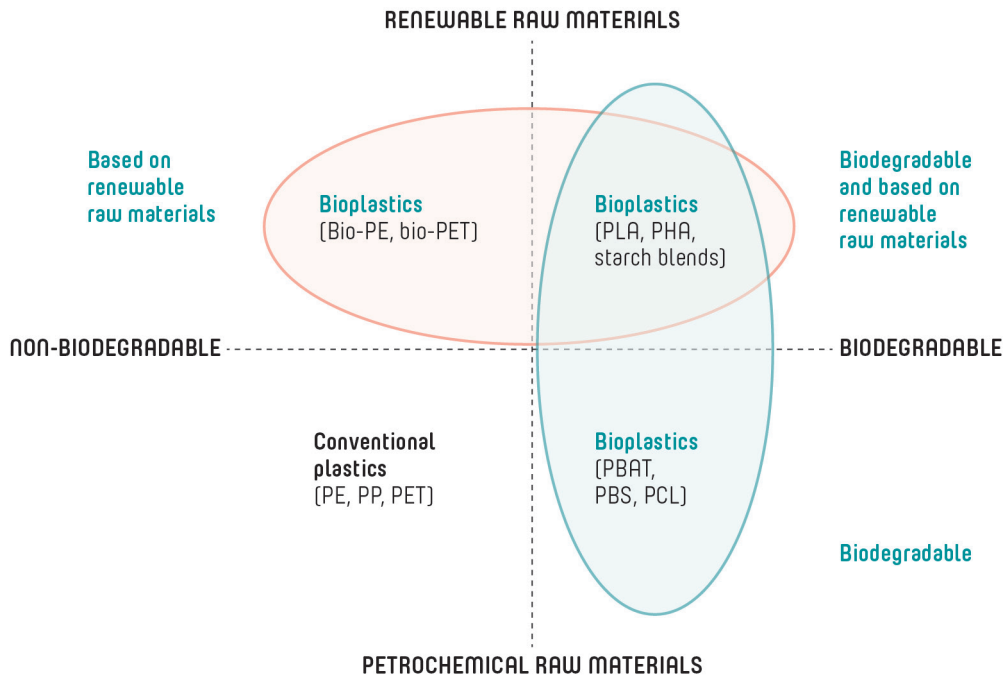 RENEWABLE RAW MATERIALS
Based on
renewable
raw materials
Bioplastics
(Bio-PE, bio-PET)
Bioplastics
(PLA, PHA,
starch blends)
Biodegradable
and based on
renewable
raw materials
NON-BIODEGRADABLE
BIODEGRADABLE
Conventional
plastics
(PE, PP, PET)
Bioplastics
(PBAT,
PBS, PCL)
Biodegradable
PETROCHEMICAL RAW MATERIALS